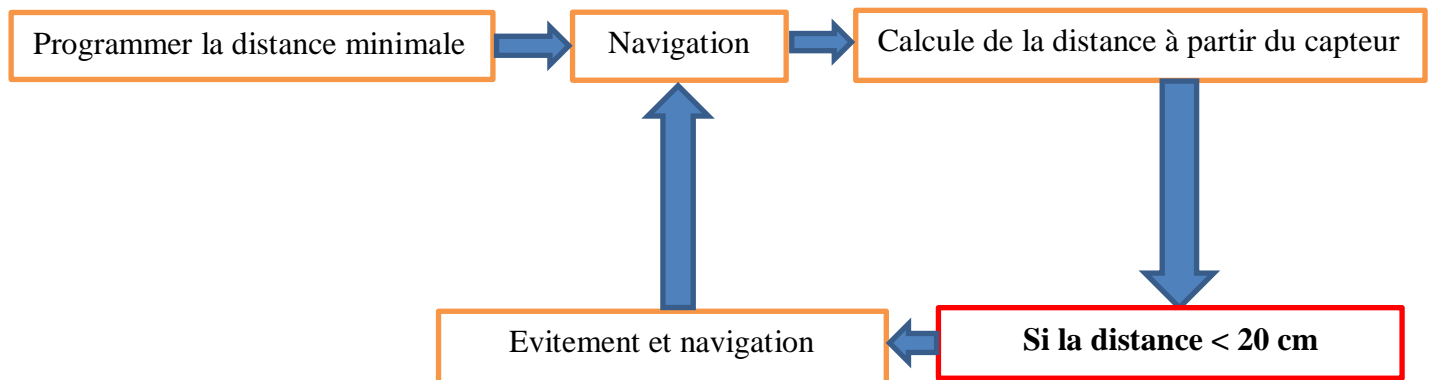 Programmer la distance minimale
Navigation
Calcule de la distance à partir du capteur
Evitement et navigation
Si la distance < 20 cm